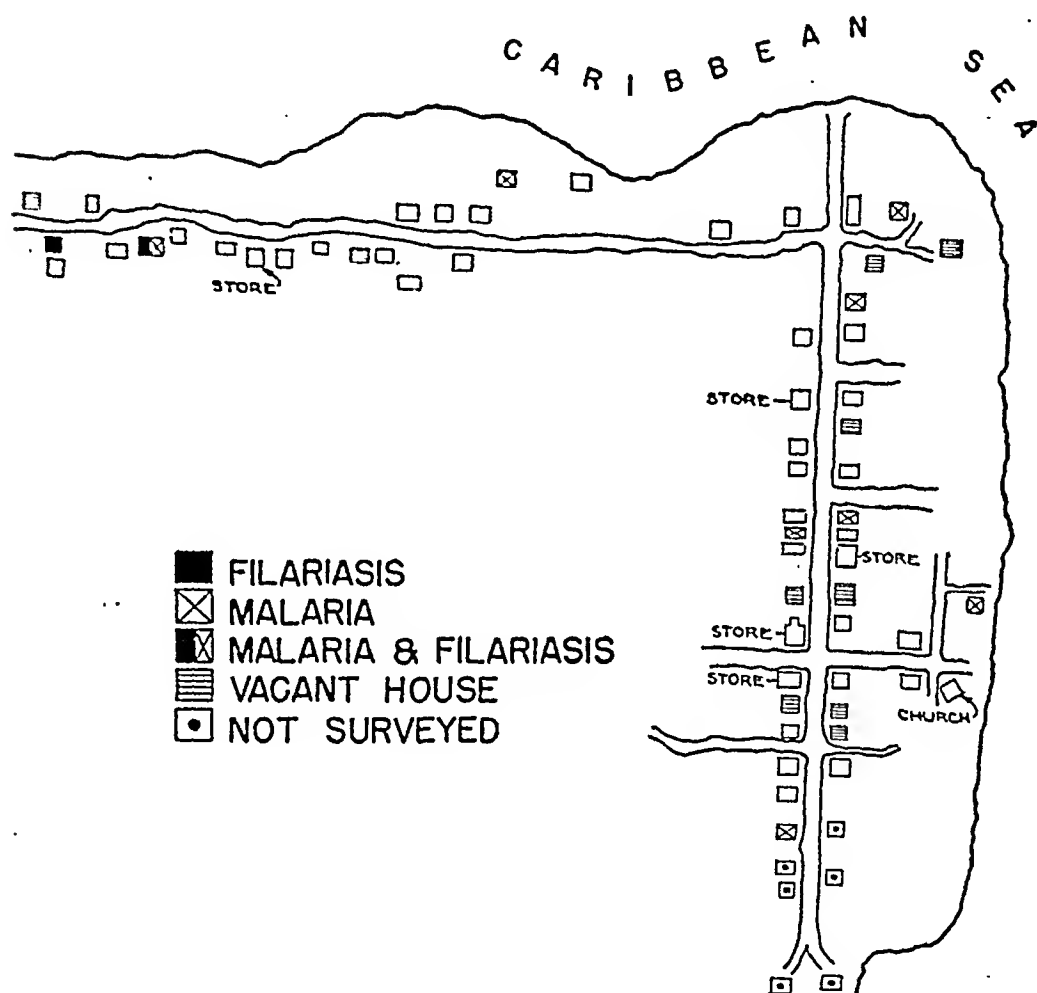 CARIBBEAN SEA
STORE
STORE
STORE
STORE
STORE
CHURCH
FILARIASIS
MALARIA
MALARIA & FILARIASIS
VACANT HOUSE
NOT SURVEYED